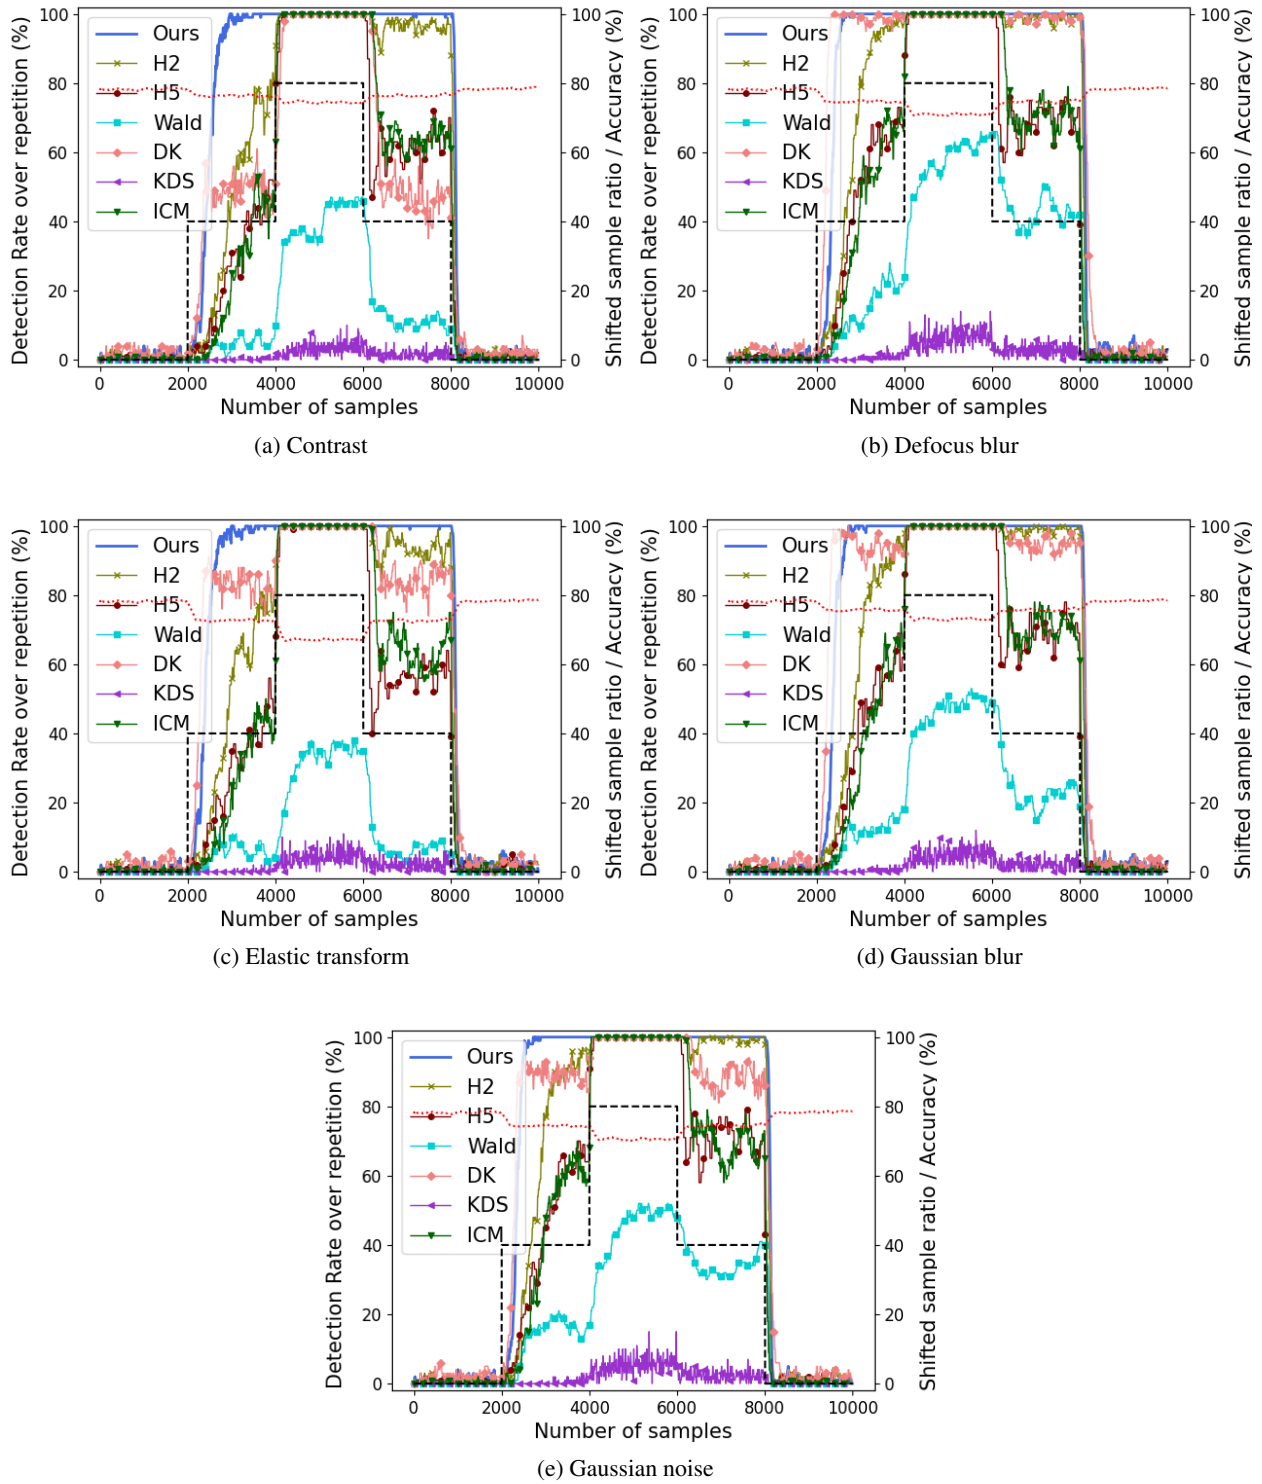 Detection Rate over repetition (%)
100
80
60
40
20
0
Ours
H2
H5
Wald
DK
KDS
ICM
100
80
60
40
20
0
Shifted sample ratio / Accuracy (%)
0 2000 4000 6000 8000 10000
Number of samples
(a) Contrast
Detection Rate over repetition (%)
100
80
60
40
20
0
Ours
H2
H5
Wald
DK
KDS
ICM
100
80
60
40
20
0
Shifted sample ratio / Accuracy (%)
0 2000 4000 6000 8000 10000
Number of samples
(b) Defocus blur
Detection Rate over repetition (%)
100
80
60
40
20
0
Ours
H2
H5
Wald
DK
KDS
ICM
100
80
60
40
20
0
Shifted sample ratio / Accuracy (%)
0 2000 4000 6000 8000 10000
Number of samples
(c) Elastic transform
Detection Rate over repetition (%)
100
80
60
40
20
0
Ours
H2
H5
Wald
DK
KDS
ICM
100
80
60
40
20
0
Shifted sample ratio / Accuracy (%)
0 2000 4000 6000 8000 10000
Number of samples
(d) Gaussian blur
Detection Rate over repetition (%)
100
80
60
40
20
0
Ours
H2
H5
Wald
DK
KDS
ICM
100
80
60
40
20
0
Shifted sample ratio / Accuracy (%)
0 2000 4000 6000 8000 10000
Number of samples
(e) Gaussian noise